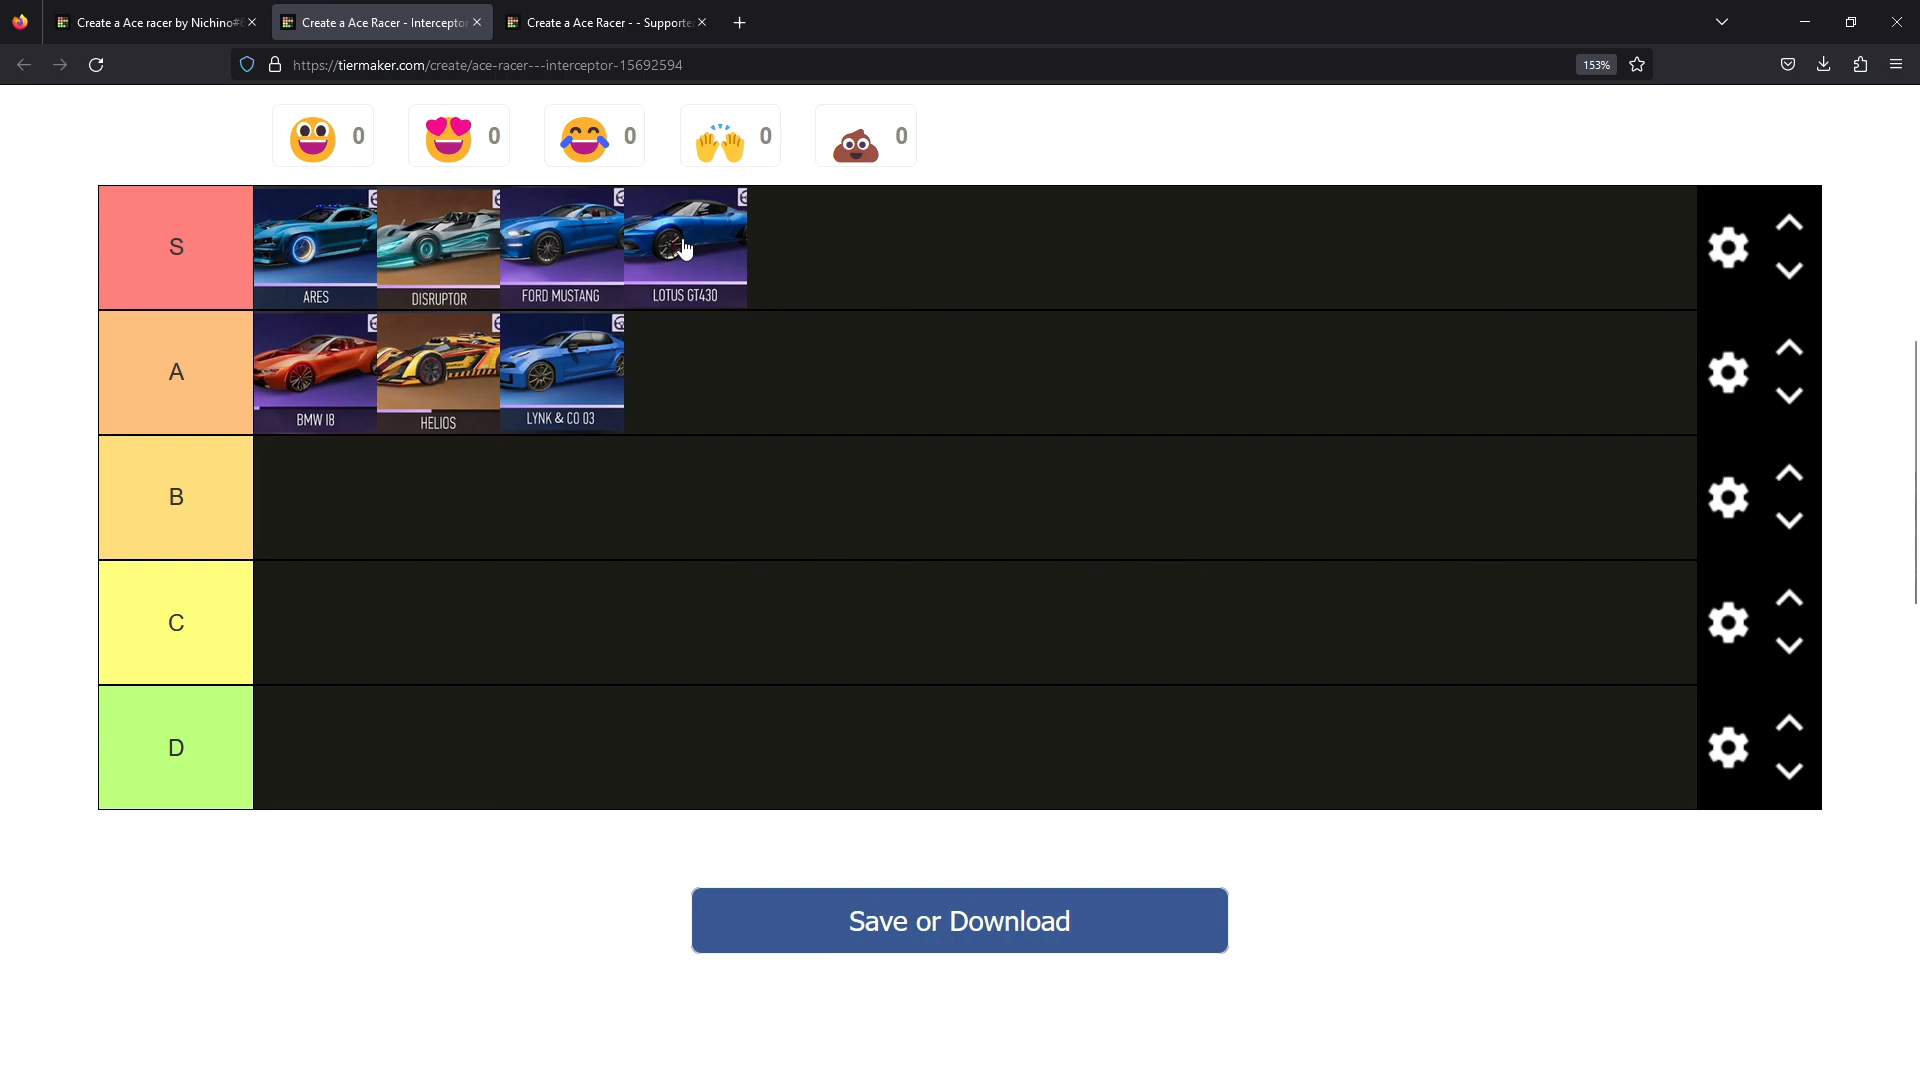 Create a Ace racer by Nichino#
Create a Ace Racer - Interceptor
Create a Ace Racer - - Supporte
https://tiermaker.com/create/ace-racer---interceptor-15692594
153%
0
0
0
0
0
S
ARES
DISRUPTOR
FORD MUSTANG
LOTUS GT430
A
BMW I8
HELIOS
LYNK & CO 03
B
C
D
Save or Download